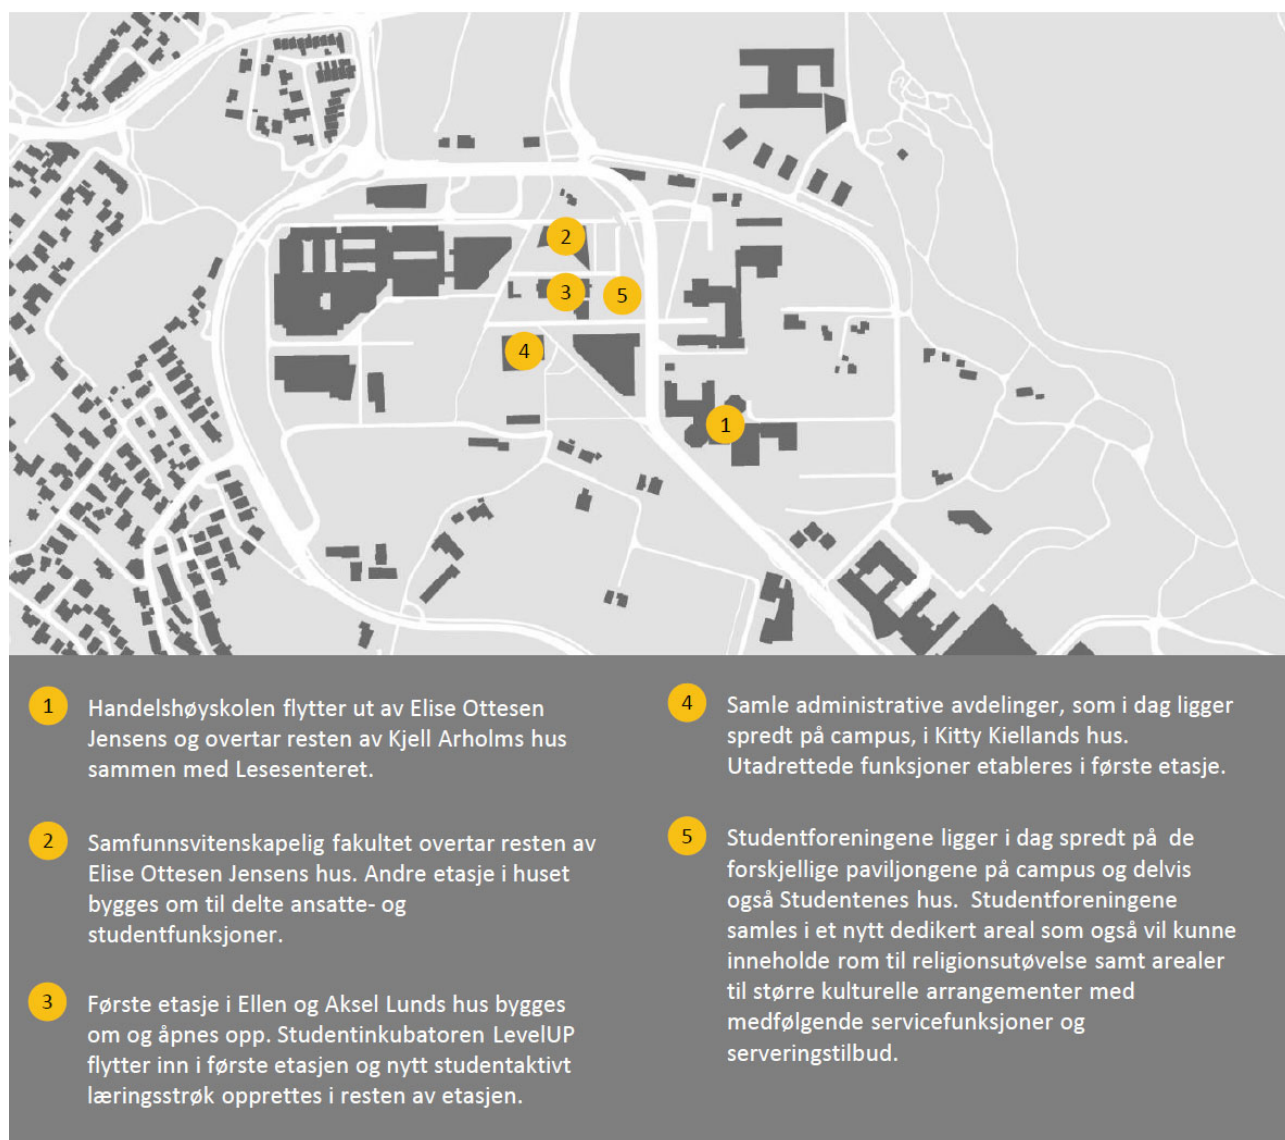 2
3
5
4
1
1
Handelshøyskolen flytter ut av Elise Ottesen
Jensens og overtar resten av Kjell Arholms hus
sammen med Lesesenteret.
2
Samfunnsvitenskapelig fakultet overtar resten av
Elise Ottesen Jensens hus. Andre etasje i huset
bygges om til delte ansatte- og
studentfunksjoner.
3
Første etasje i Ellen og Aksel Lunds hus bygges
om og åpnes opp. Studentinkubatoren LevelUP
flytter inn i første etasjen og nytt studentaktivt
læringsstrøk opprettes i resten av etasjen.
4
Samle administrative avdelinger, som i dag ligger
spredt på campus, i Kitty Kiellands hus.
Utadrettede funksjoner etableres i første etasje.
5
Studentforeningene ligger i dag spredt på de
forskjellige paviljongene på campus og delvis
også Studentenes hus. Studentforeningene
samles i et nytt dedikert areal som også vil kunne
inneholde rom til religionsutøvelse samt arealer
til større kulturelle arrangementer med
medfølgende servicefunksjoner og
serveringstilbud.